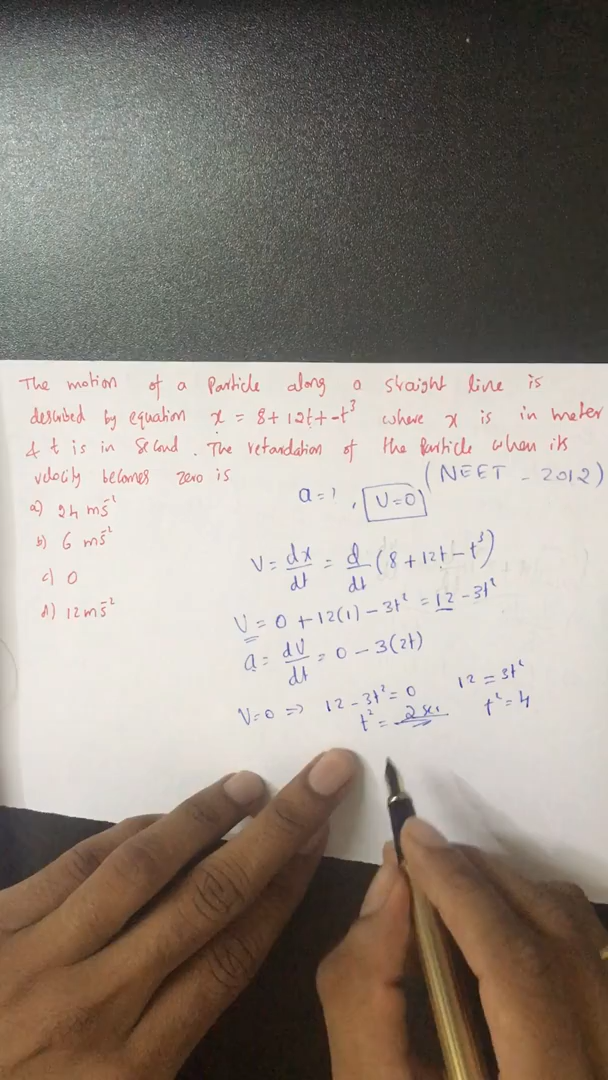 The motion of a Particle along a straight line is
described by equation x = 8+12t+-t³ where x is in meter
& t is in Second. The retardation of the Particle when its
velocity becomes zero is
(NEET - 2012)
a) 24 ms⁻²
a = ? , V=0
b) 6 ms⁻²
c) 0
d) 12ms⁻²
V = dx/dt = d/dt (8+12t-t³)
V = 0 + 12(1) - 3t² = 12 - 3t²
a = dV/dt = 0 - 3(2t)
V=0 => 12-3t² = 0 12 = 3t²
t² = 2 sec t² = 4